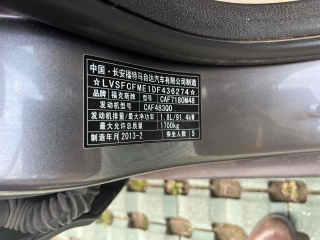 中国·长安福特马自达汽车有限公司制造
★LVSFCFME1DF436274★
品牌 福克斯牌 型号 CAF7180M48
发动机型号 CAF483Q0
发动机排量/最大净功率 1.8L/91.4kW
最大允许总质量 1700kg
制造年月 2013-2 乘坐人数 5